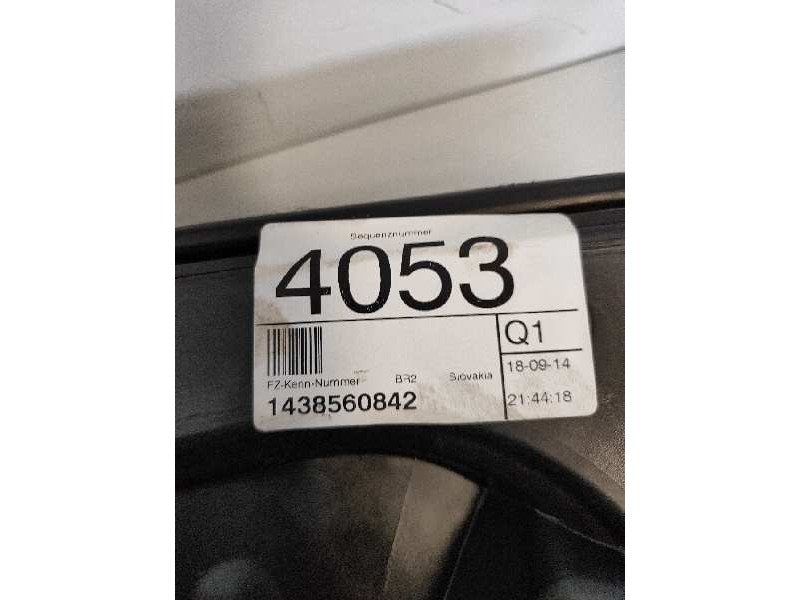 Sequenznummer
4053
Q1
FZ-Kenn-Nummer BR2 Slovakia
18-09-14
1438560842
21:44:18